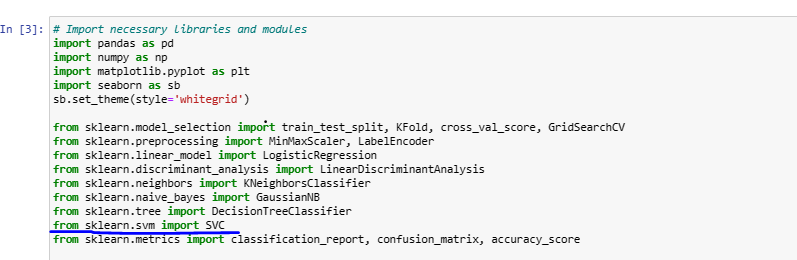 In [3]: # Import necessary libraries and modules
import pandas as pd
import numpy as np
import matplotlib.pyplot as plt
import seaborn as sb
sb.set_theme(style='whitegrid')
from sklearn.model_selection import train_test_split, KFold, cross_val_score, GridSearchCV
from sklearn.preprocessing import MinMaxScaler, LabelEncoder
from sklearn.linear_model import LogisticRegression
from sklearn.discriminant_analysis import LinearDiscriminantAnalysis
from sklearn.neighbors import KNeighborsClassifier
from sklearn.naive_bayes import GaussianNB
from sklearn.tree import DecisionTreeClassifier
from sklearn.svm import SVC
from sklearn.metrics import classification_report, confusion_matrix, accuracy_score